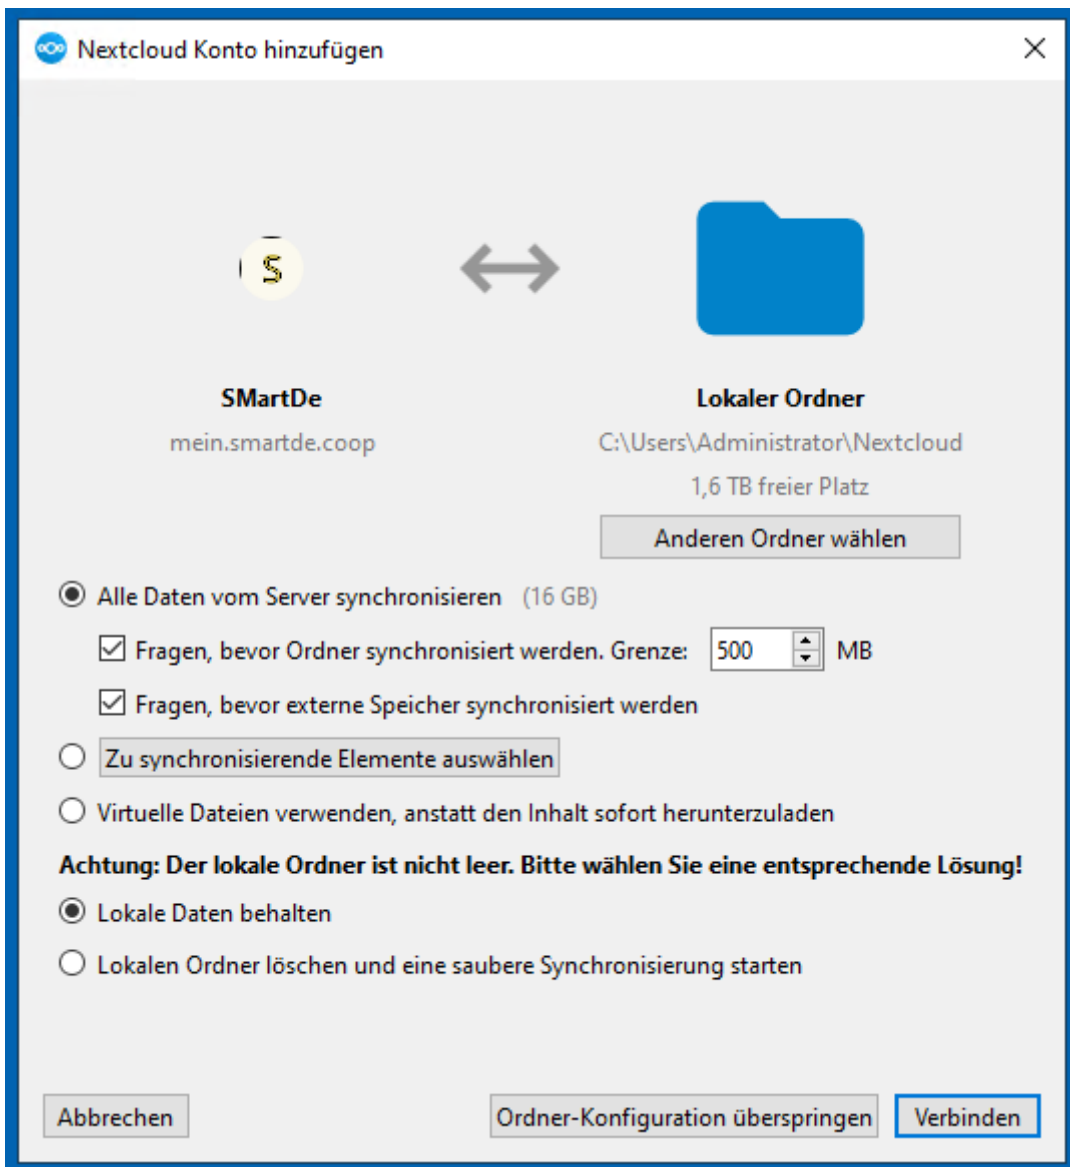 Nextcloud Konto hinzufügen
S
SMartDe
mein.smartde.coop
Lokaler Ordner
C:\Users\Administrator\Nextcloud
1,6 TB freier Platz
Anderen Ordner wählen
Alle Daten vom Server synchronisieren (16 GB)
Fragen, bevor Ordner synchronisiert werden. Grenze: 500 MB
Fragen, bevor externe Speicher synchronisiert werden
Zu synchronisierende Elemente auswählen
Virtuelle Dateien verwenden, anstatt den Inhalt sofort herunterzuladen
Achtung: Der lokale Ordner ist nicht leer. Bitte wählen Sie eine entsprechende Lösung!
Lokale Daten behalten
Lokalen Ordner löschen und eine saubere Synchronisierung starten
Abbrechen Ordner-Konfiguration überspringen Verbinden